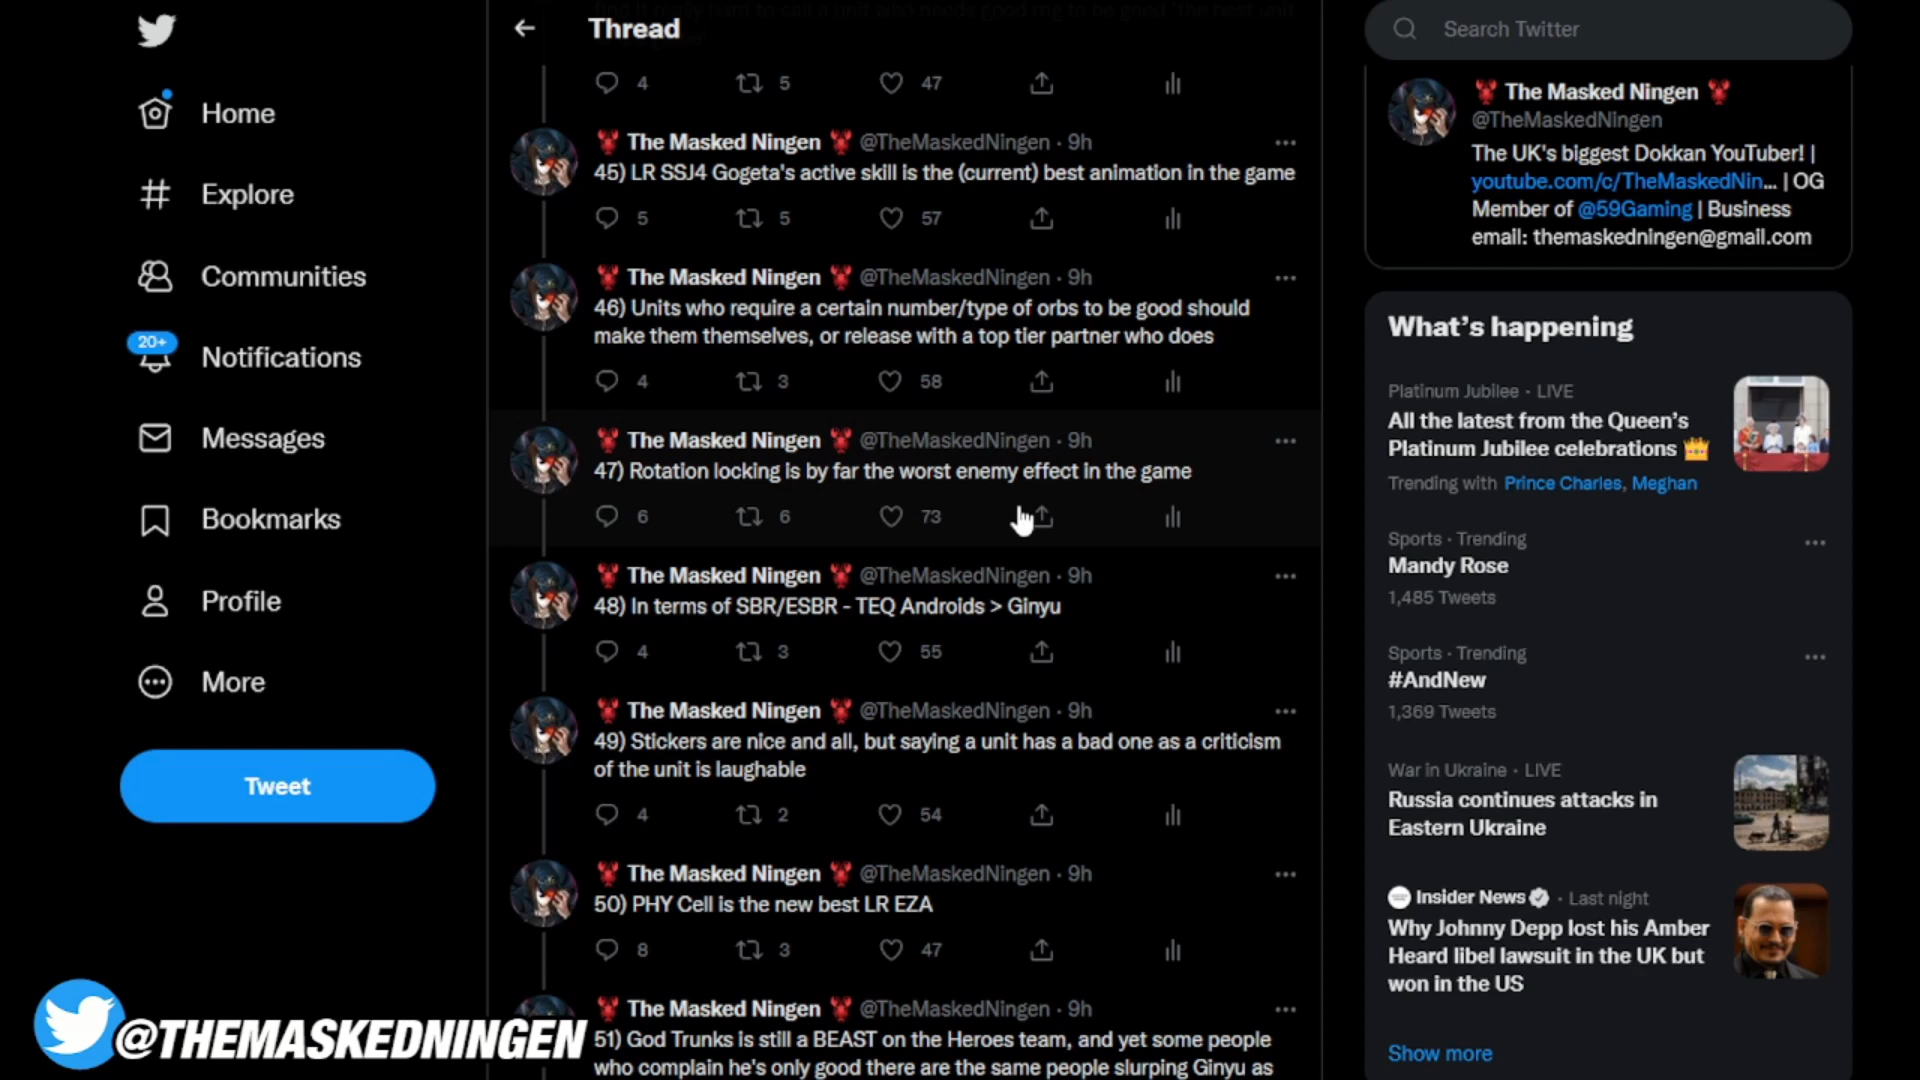 Home
Explore
Communities
20+
Notifications
Messages
Bookmarks
Profile
More
Tweet
@THEMASKEDNINGEN
Thread
4 5 47
The Masked Ningen @TheMaskedNingen · 9h
45) LR SSJ4 Gogeta's active skill is the (current) best animation in the game
5 5 57
The Masked Ningen @TheMaskedNingen · 9h
46) Units who require a certain number/type of orbs to be good should
make them themselves, or release with a top tier partner who does
4 3 58
The Masked Ningen @TheMaskedNingen · 9h
47) Rotation locking is by far the worst enemy effect in the game
6 6 73
The Masked Ningen @TheMaskedNingen · 9h
48) In terms of SBR/ESBR - TEQ Androids > Ginyu
4 3 55
The Masked Ningen @TheMaskedNingen · 9h
49) Stickers are nice and all, but saying a unit has a bad one as a criticism
of the unit is laughable
4 2 54
The Masked Ningen @TheMaskedNingen · 9h
50) PHY Cell is the new best LR EZA
8 3 47
The Masked Ningen @TheMaskedNingen · 9h
51) God Trunks is still a BEAST on the Heroes team, and yet some people
who complain he's only good there are the same people slurping Ginyu as
Search Twitter
The Masked Ningen
@TheMaskedNingen
The UK's biggest Dokkan YouTuber! |
youtube.com/c/TheMaskedNin... | OG
Member of @59Gaming | Business
email: themaskedningen@gmail.com
What's happening
Platinum Jubilee · LIVE
All the latest from the Queen's
Platinum Jubilee celebrations
Trending with Prince Charles, Meghan
Sports · Trending
Mandy Rose
1,485 Tweets
Sports · Trending
#AndNew
1,369 Tweets
War in Ukraine · LIVE
Russia continues attacks in
Eastern Ukraine
Insider News · Last night
Why Johnny Depp lost his Amber
Heard libel lawsuit in the UK but
won in the US
Show more